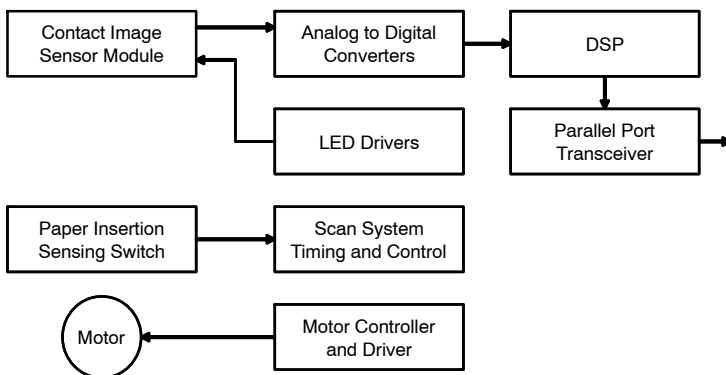 Contact Image
Sensor Module
Analog to Digital
Converters
DSP
LED Drivers
Parallel Port
Transceiver
Paper Insertion
Sensing Switch
Scan System
Timing and Control
Motor
Motor Controller
and Driver